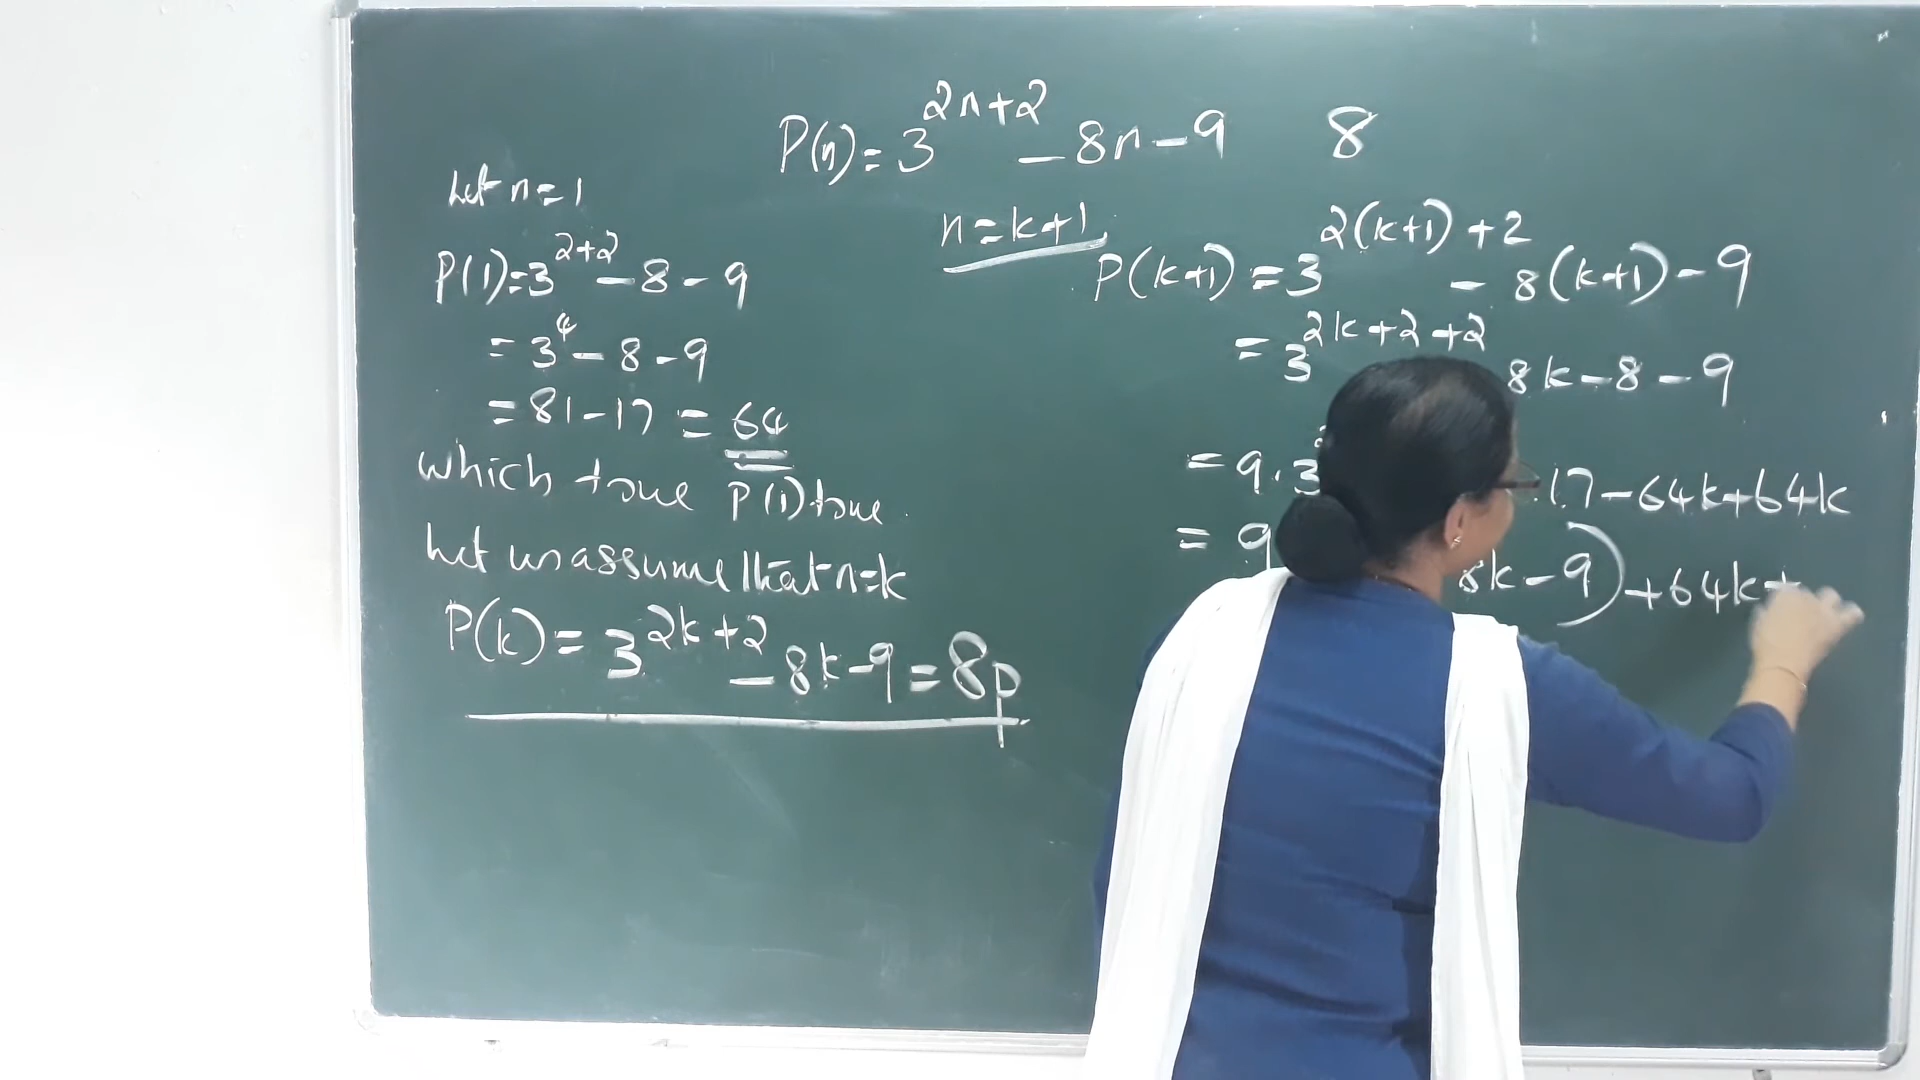 P(n) = 3^{2n+2} - 8n - 9 8
Let n = 1
P(1) = 3^{2+2} - 8 - 9
= 3^4 - 8 - 9
= 81 - 17 = 64
which true P(1) true.
Let us assume that n = k
P(k) = 3^{2k+2} - 8k - 9 = 8p
n = k+1
P(k+1) = 3^{2(k+1)+2} - 8(k+1) - 9
= 3^{2k+2+2} 8k - 8 - 9
= 9.3 17 - 64k + 64k
= 9 8k - 9) + 64k +